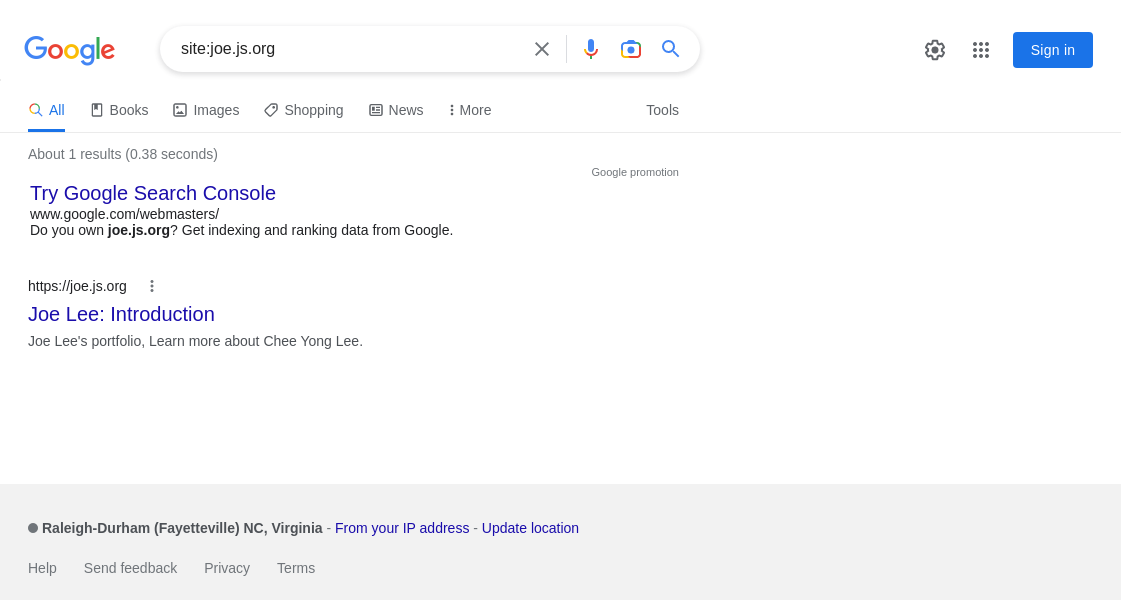 Google
site:joe.js.org
Sign in
All
Books
Images
Shopping
News
More
Tools
About 1 results (0.38 seconds)
Google promotion
Try Google Search Console
www.google.com/webmasters/
Do you own joe.js.org? Get indexing and ranking data from Google.
https://joe.js.org
Joe Lee: Introduction
Joe Lee's portfolio, Learn more about Chee Yong Lee.
Raleigh-Durham (Fayetteville) NC, Virginia - From your IP address - Update location
Help
Send feedback
Privacy
Terms